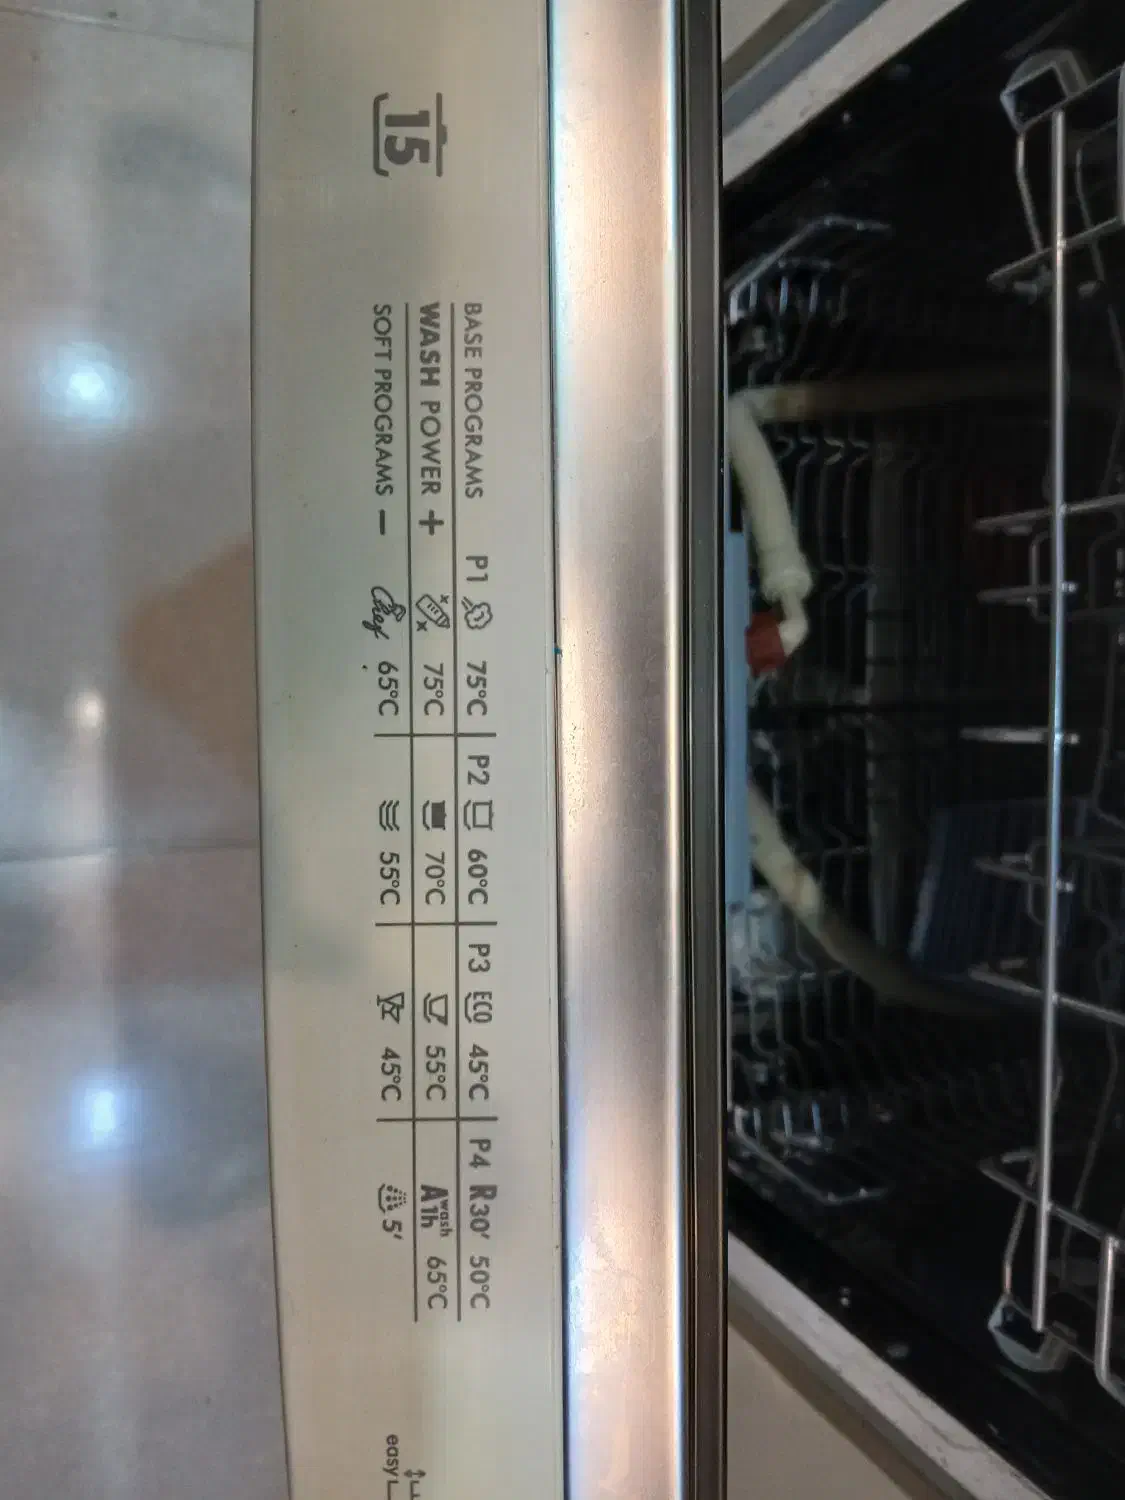 15
BASE PROGRAMS P1 75°C P2 60°C P3 ECO 45°C P4 R30' 50°C
WASH POWER + 75°C 70°C 55°C A wash 1h 65°C
SOFT PROGRAMS – Chef 65°C 55°C 45°C 5'
easy